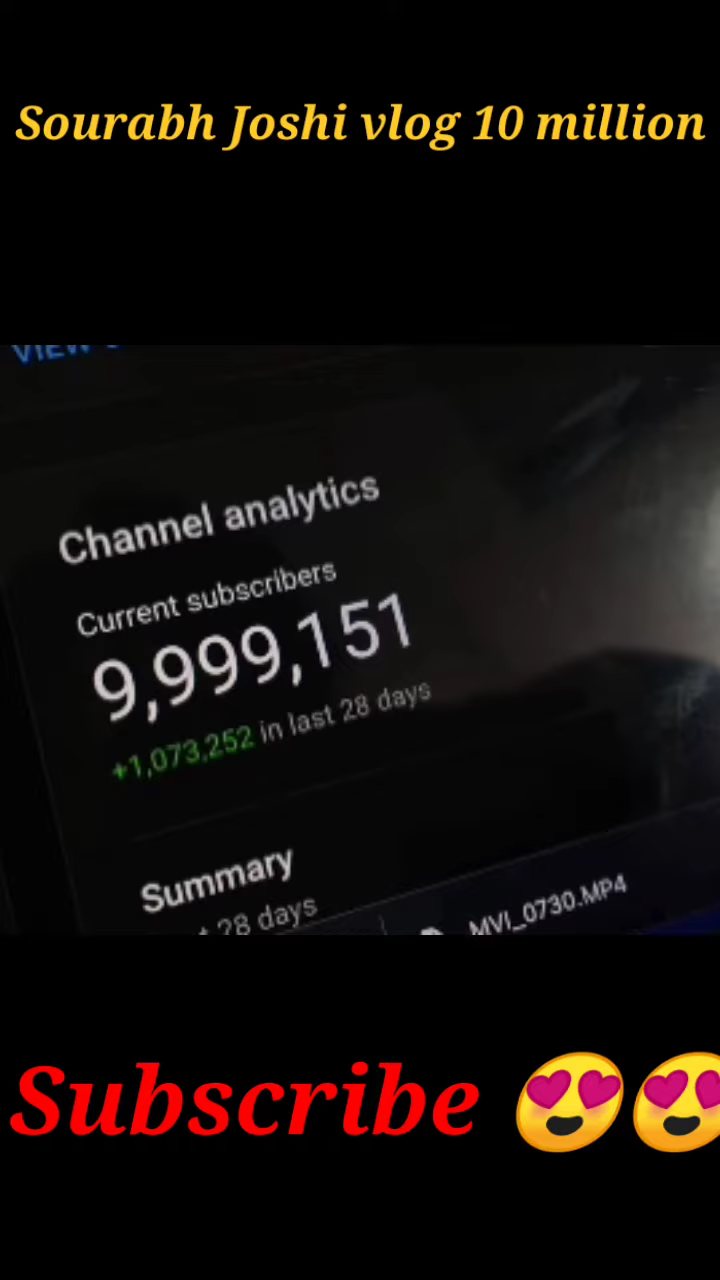 Sourabh Joshi vlog 10 million
Channel analytics
Current subscribers
9,999,151
+1,073,252 in last 28 days
Summary
28 days
MVI_0730.MP4
Subscribe 😍😍